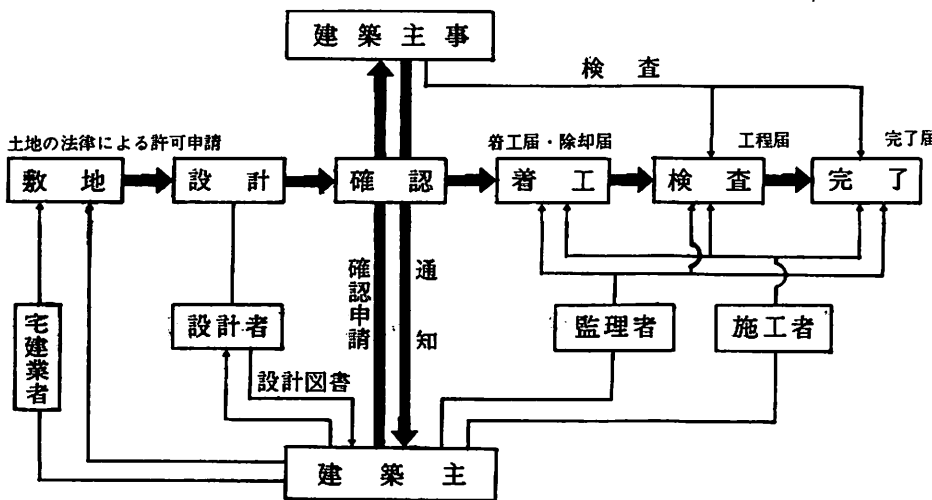 建築主事
検査
土地の法律による許可申請
着工届・除却届
工程届
完了届
敷地
設計
確認
着工
検査
完了
確認申請
通知
宅建業者
設計者
監理者
施工者
設計図書
建築主